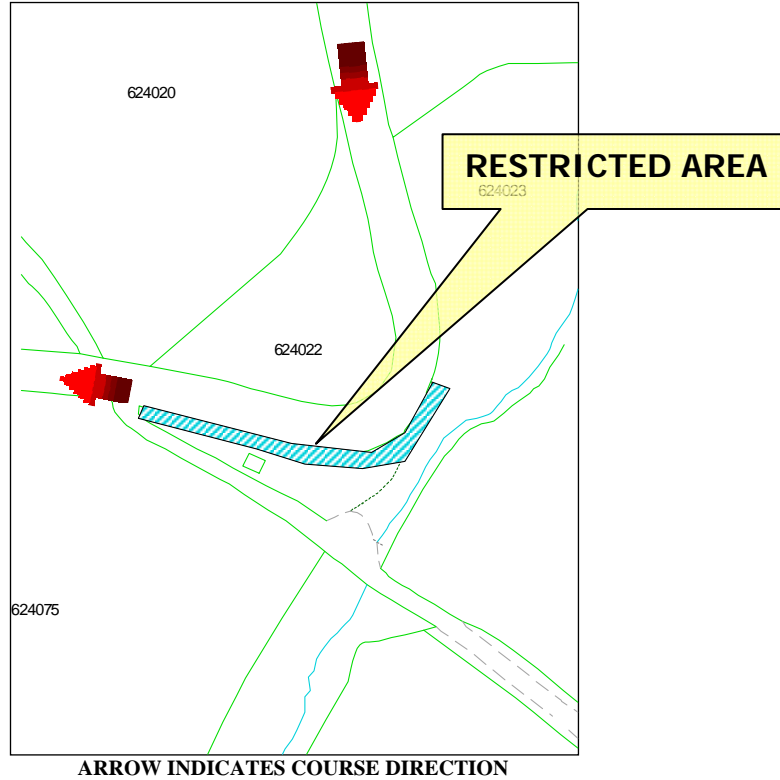 624020
RESTRICTED AREA
624023
624022
624075
ARROW INDICATES COURSE DIRECTION